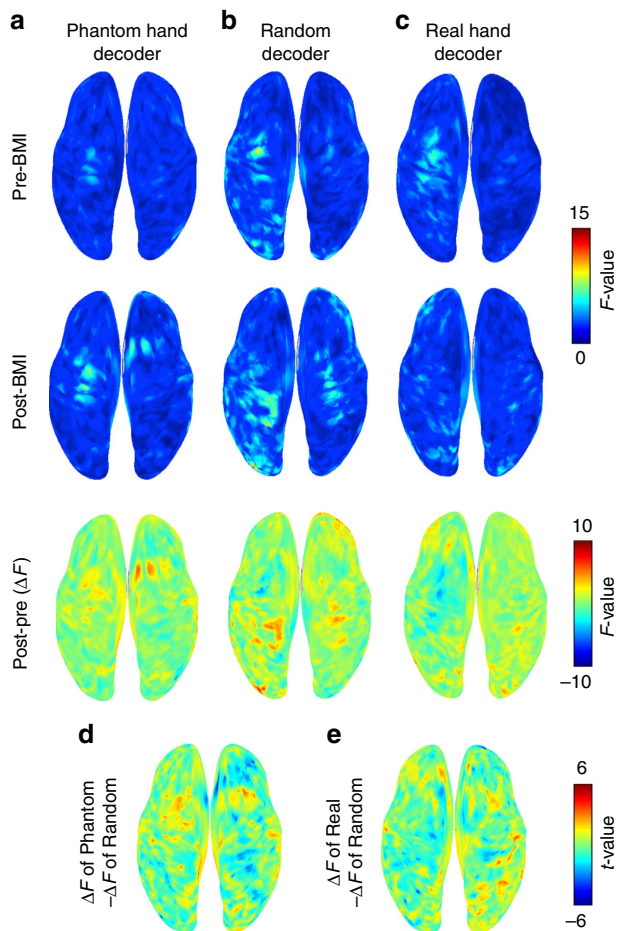 a
Phantom hand
decoder
b
Random
decoder
c
Real hand
decoder
Pre-BMI
15
F-value
0
Post-BMI
Post-pre (ΔF)
10
F-value
–10
d
ΔF of Phantom
–ΔF of Random
e
ΔF of Real
–ΔF of Random
6
t-value
–6